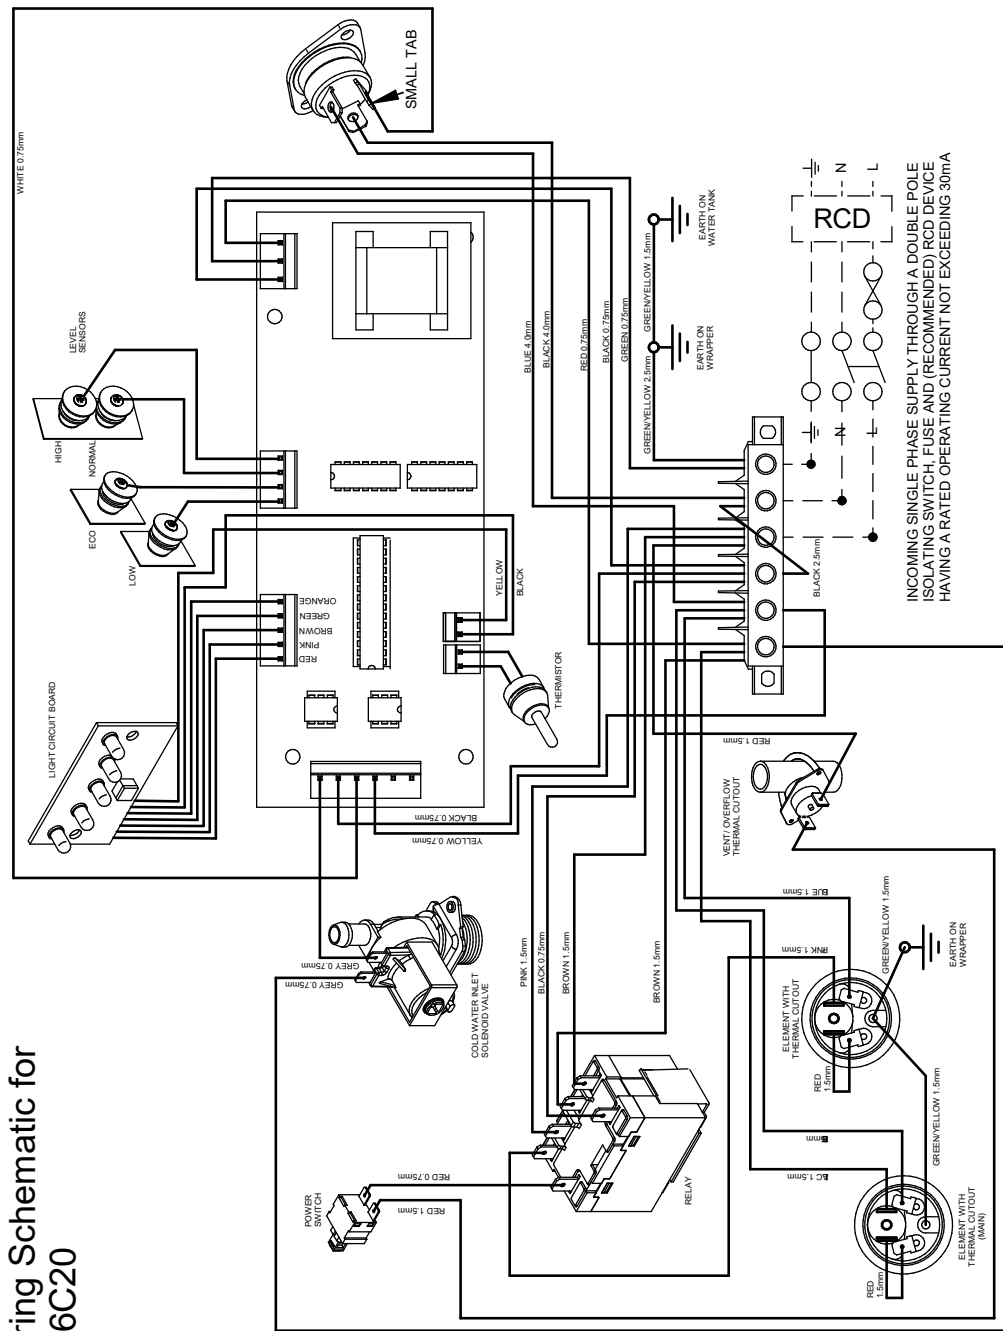 ring Schematic for
6C20
WHITE 0.75mm
SMALL TAB
LEVEL
SENSORS
HIGH
NORMAL
ECO
LOW
LIGHT CIRCUIT BOARD
ORANGE
GREEN
BROWN
PINK
RED
YELLOW
BLACK
THERMISTOR
BLACK 0.75mm
YELLOW 0.75mm
BLUE 4.0mm
BLACK 4.0mm
RED 0.75mm
BLACK 0.75mm
GREEN 0.75mm
GREEN/YELLOW 1.5mm
GREEN/YELLOW 2.5mm
EARTH ON
WATER TANK
EARTH ON
WRAPPER
RCD
N
L
N
L
INCOMING SINGLE PHASE SUPPLY THROUGH A DOUBLE POLE
ISOLATING SWITCH, FUSE AND (RECOMMENDED) RCD DEVICE
HAVING A RATED OPERATING CURRENT NOT EXCEEDING 30mA
BLACK 2.5mm
RED 1.5mm
VENT / OVERFLOW
THERMAL CUTOUT
GREY 0.75mm
GREY 0.75mm
COLD WATER INLET
SOLENOID VALVE
PINK 1.5mm
BLACK 0.75mm
BROWN 1.5mm
BROWN 1.5mm
POWER
SWITCH
RED 0.75mm
RED 1.5mm
RELAY
1.5mm
1.5mm
GREEN/YELLOW 1.5mm
EARTH ON
WRAPPER
ELEMENT WITH
THERMAL CUTOUT
RED
1.5mm
GREEN/YELLOW 1.5mm
1.5mm
ELEMENT WITH
THERMAL CUTOUT
(MAIN)
RED
1.5mm